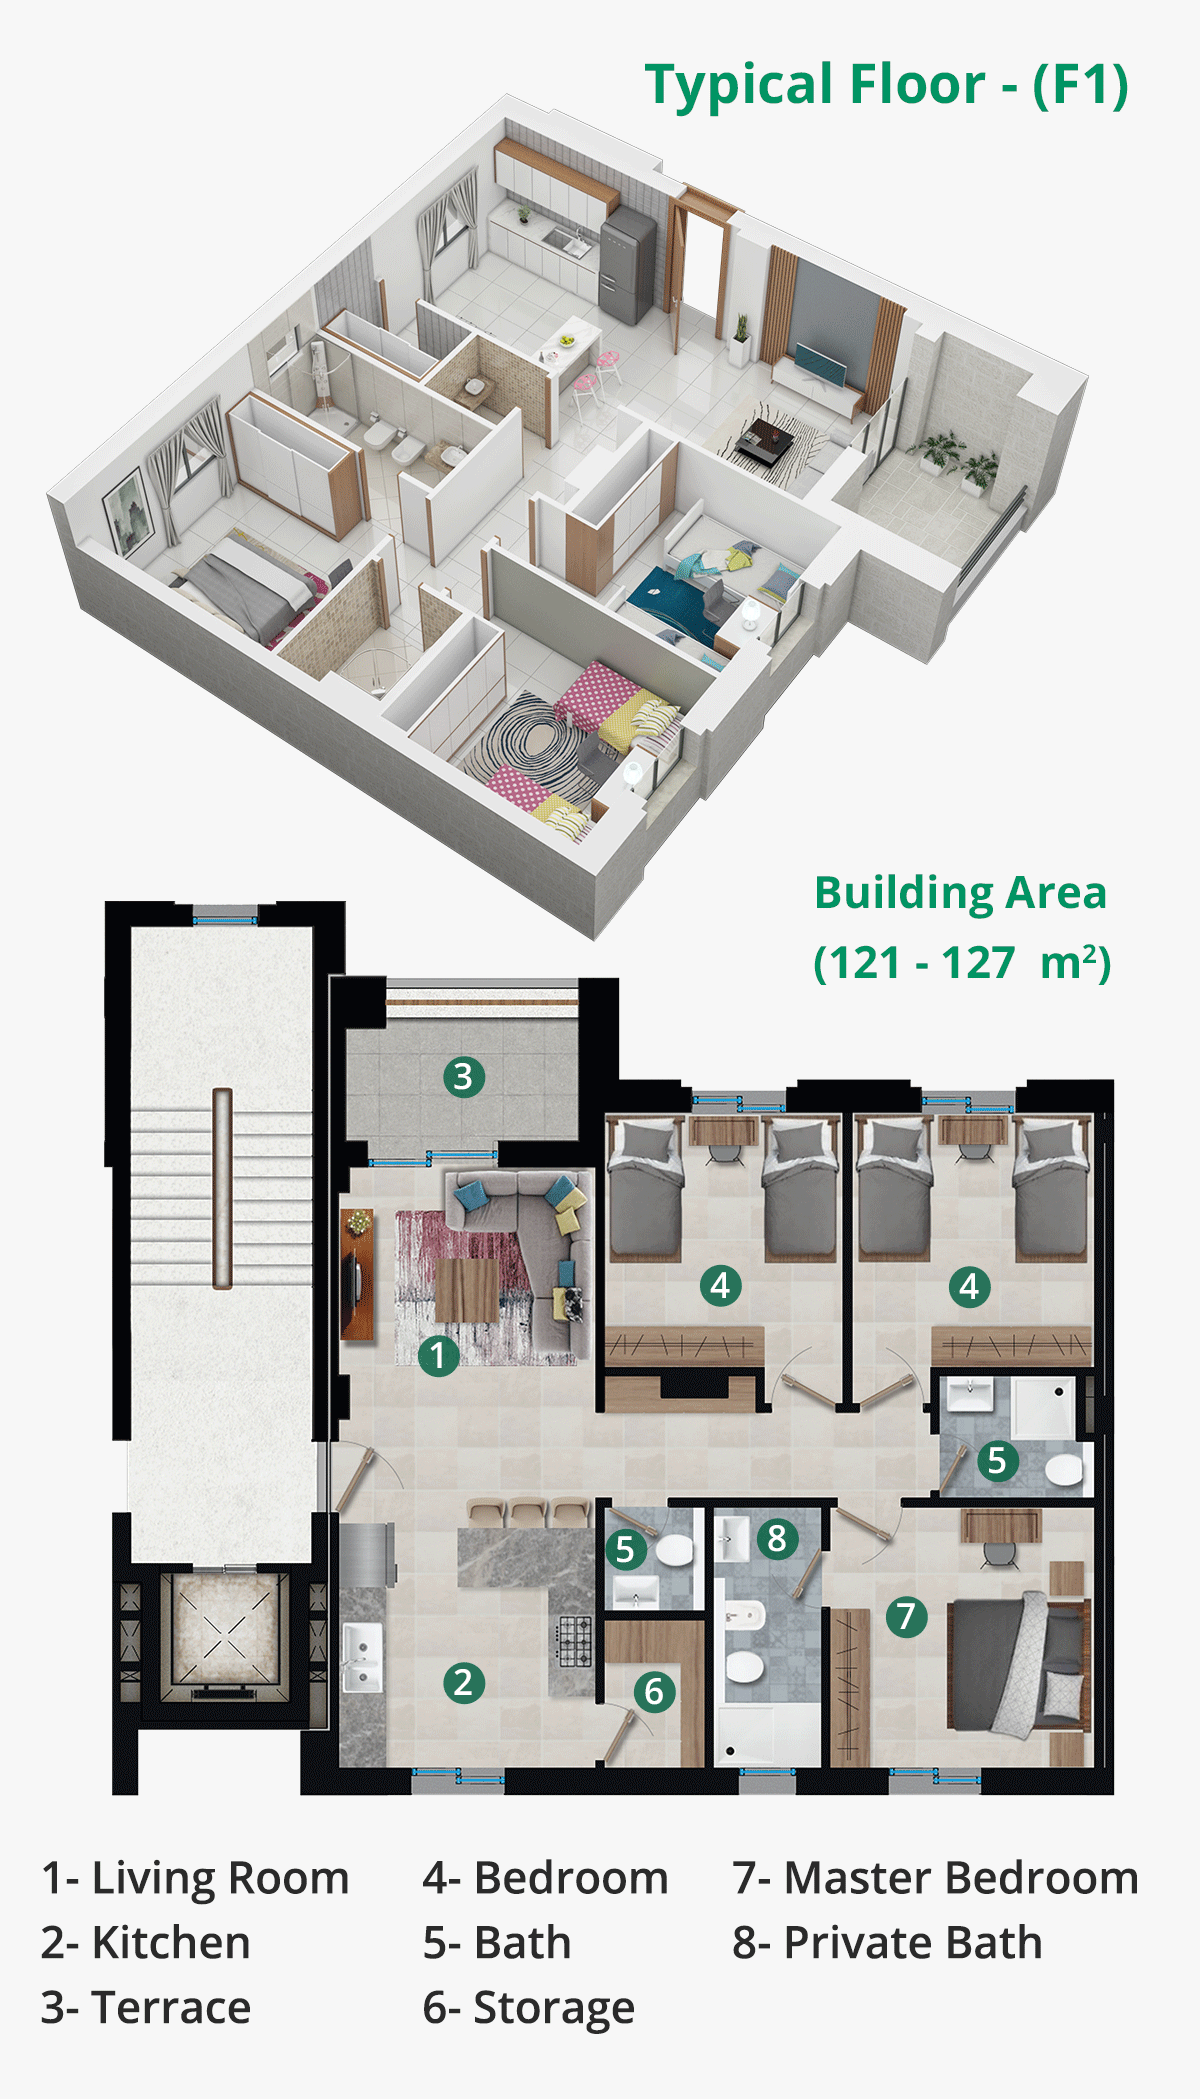 Typical Floor - (F1)
Building Area
(121 - 127 m²)
3
4
4
1
5
5
8
7
2
6
1- Living Room
2- Kitchen
3- Terrace
4- Bedroom
5- Bath
6- Storage
7- Master Bedroom
8- Private Bath